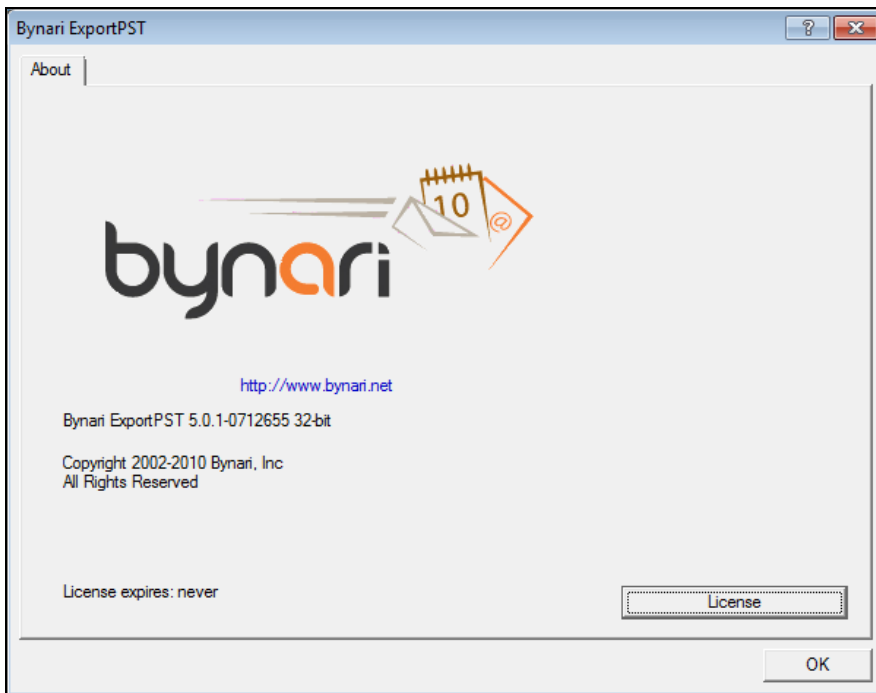 Bynari ExportPST
?
About
10
@
bynari
http://www.bynari.net
Bynari ExportPST 5.0.1-0712655 32-bit
Copyright 2002-2010 Bynari, Inc
All Rights Reserved
License expires: never
License
OK